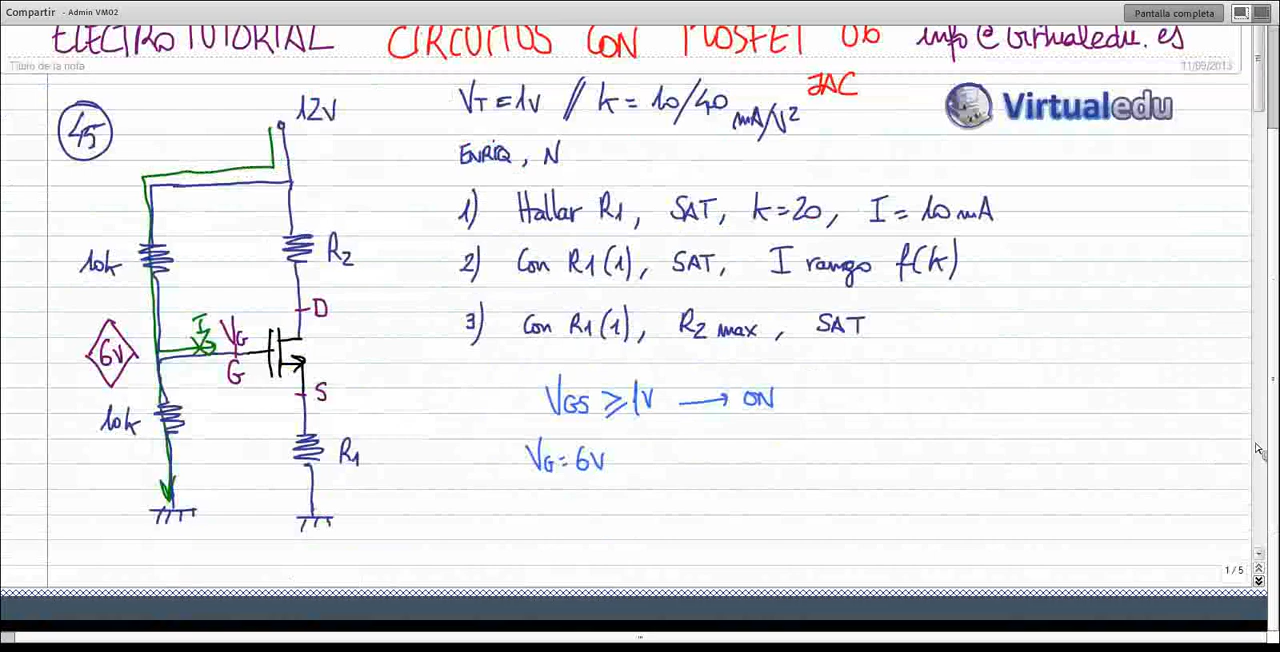 Compartir - Admin VM02
Pantalla completa
ELECTROTUTORIAL CIRCUITOS CON MOSFET 06 info@virtualedu.es
Título de la nota
11/09/2013
JAC
45
12V
VT = 1V // k = 10/40 mA/V²
Virtualedu
ENRIQ, N
1) Hallar R1, SAT, k=20, I = 10mA
10k
R2
2) Con R1(1), SAT, I rango f(k)
D
3) Con R1(1), R2 max, SAT
I
VG
6V
G
S
VGS ≥ 1V → ON
10k
R1
VG = 6V
1 / 5